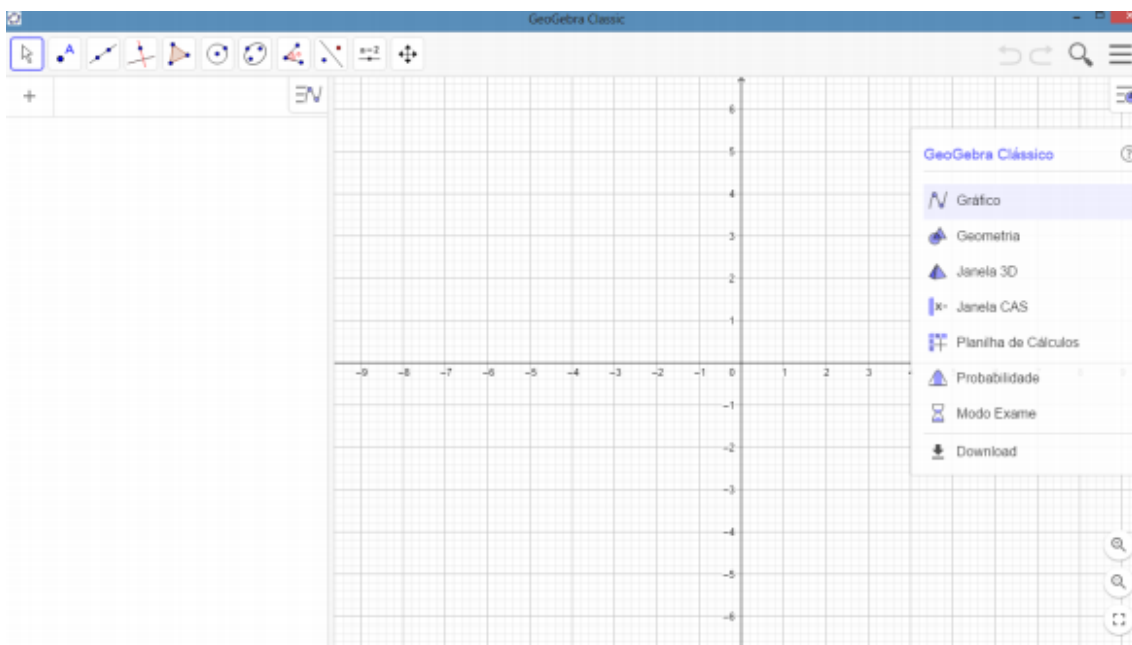 GeoGebra Classic
A
a=2
+
GeoGebra Clássico
Gráfico
Geometria
Janela 3D
x= Janela CAS
Planilha de Cálculos
Probabilidade
Modo Exame
Download
6
5
4
3
2
1
-9 -8 -7 -6 -5 -4 -3 -2 -1 0 1 2 3
-1
-2
-3
-4
-5
-6